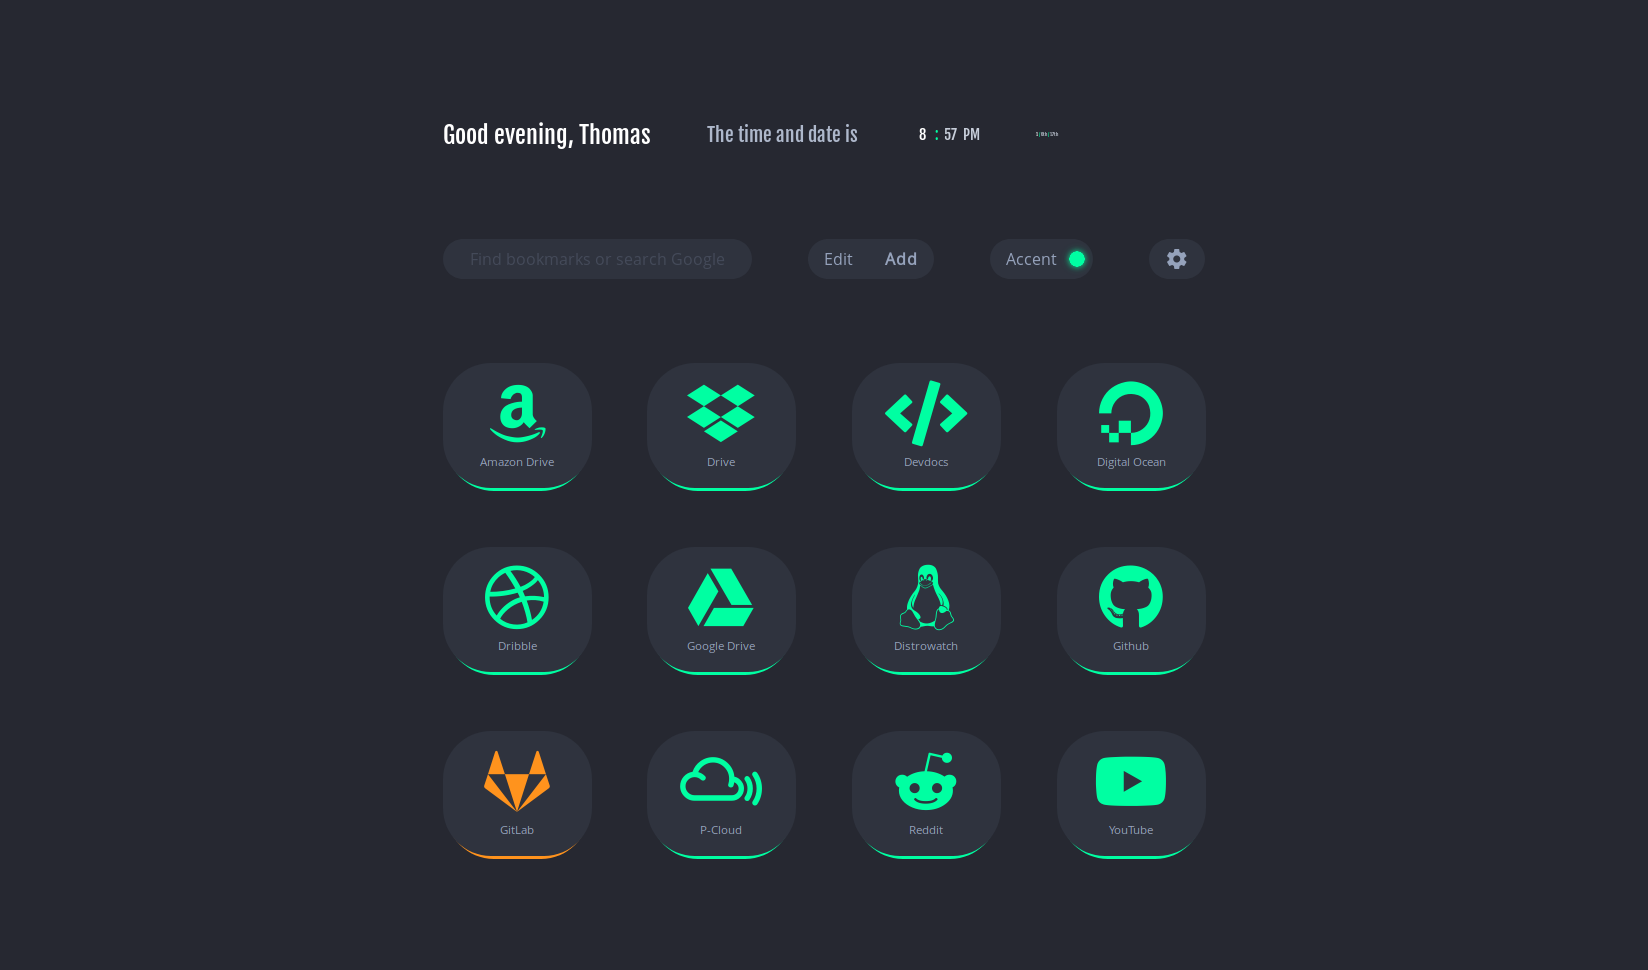 Good evening, Thomas
The time and date is
8 : 57 PM
Find bookmarks or search Google
Edit Add
Accent
Amazon Drive
Drive
Devdocs
Digital Ocean
Dribble
Google Drive
Distrowatch
Github
GitLab
P-Cloud
Reddit
YouTube